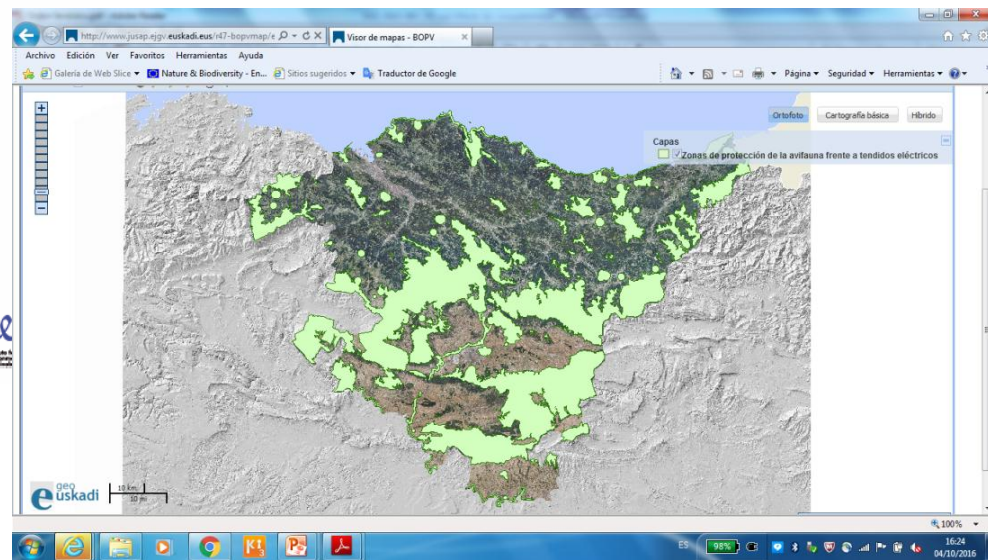 http://www.jusap.ejgv.euskadi.eus/r47-bopvmap/e
Visor de mapas - BOPV
Archivo Edición Ver Favoritos Herramientas Ayuda
Galería de Web Slice Nature & Biodiversity - En... Sitios sugeridos Traductor de Google
Página Seguridad Herramientas
Ortofoto Cartografía básica Híbrido
Capas
Zonas de protección de la avifauna frente a tendidos eléctricos
geo
euskadi
10 km
10 mi
100%
ES 98% 16:24
04/10/2016